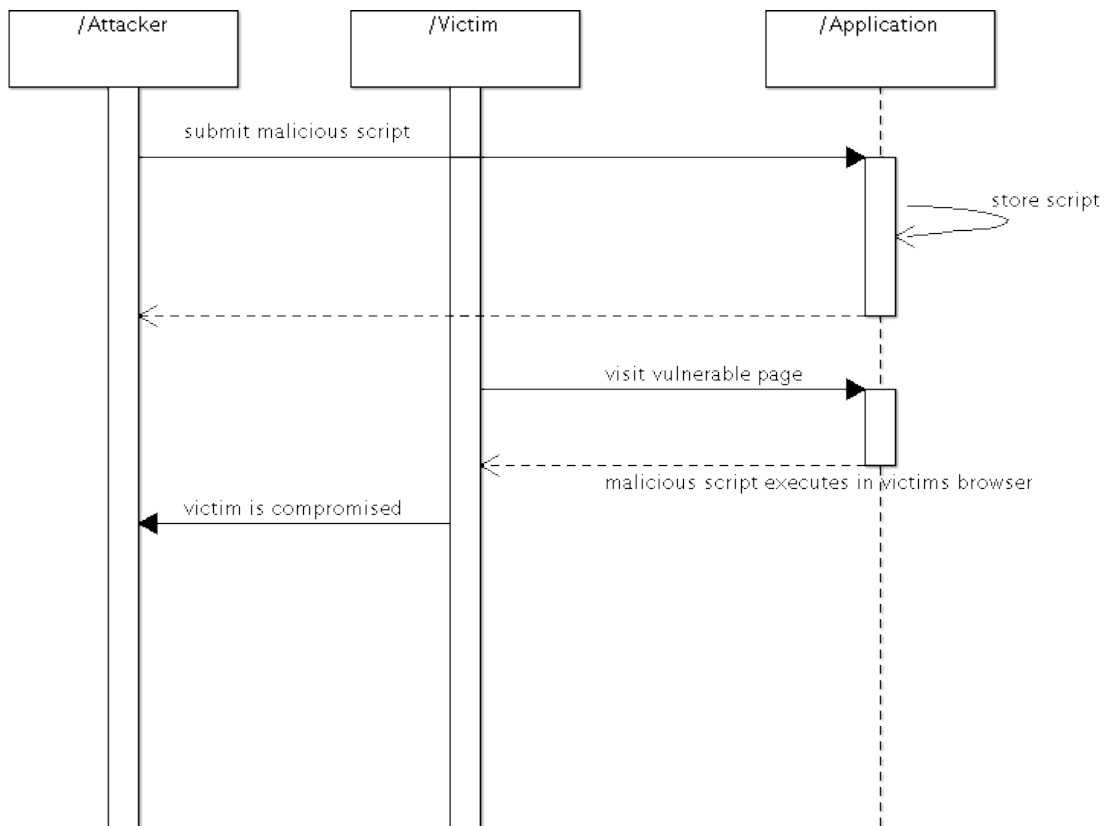 /Attacker
/Victim
/Application
submit malicious script
store script
visit vulnerable page
malicious script executes in victims browser
victim is compromised